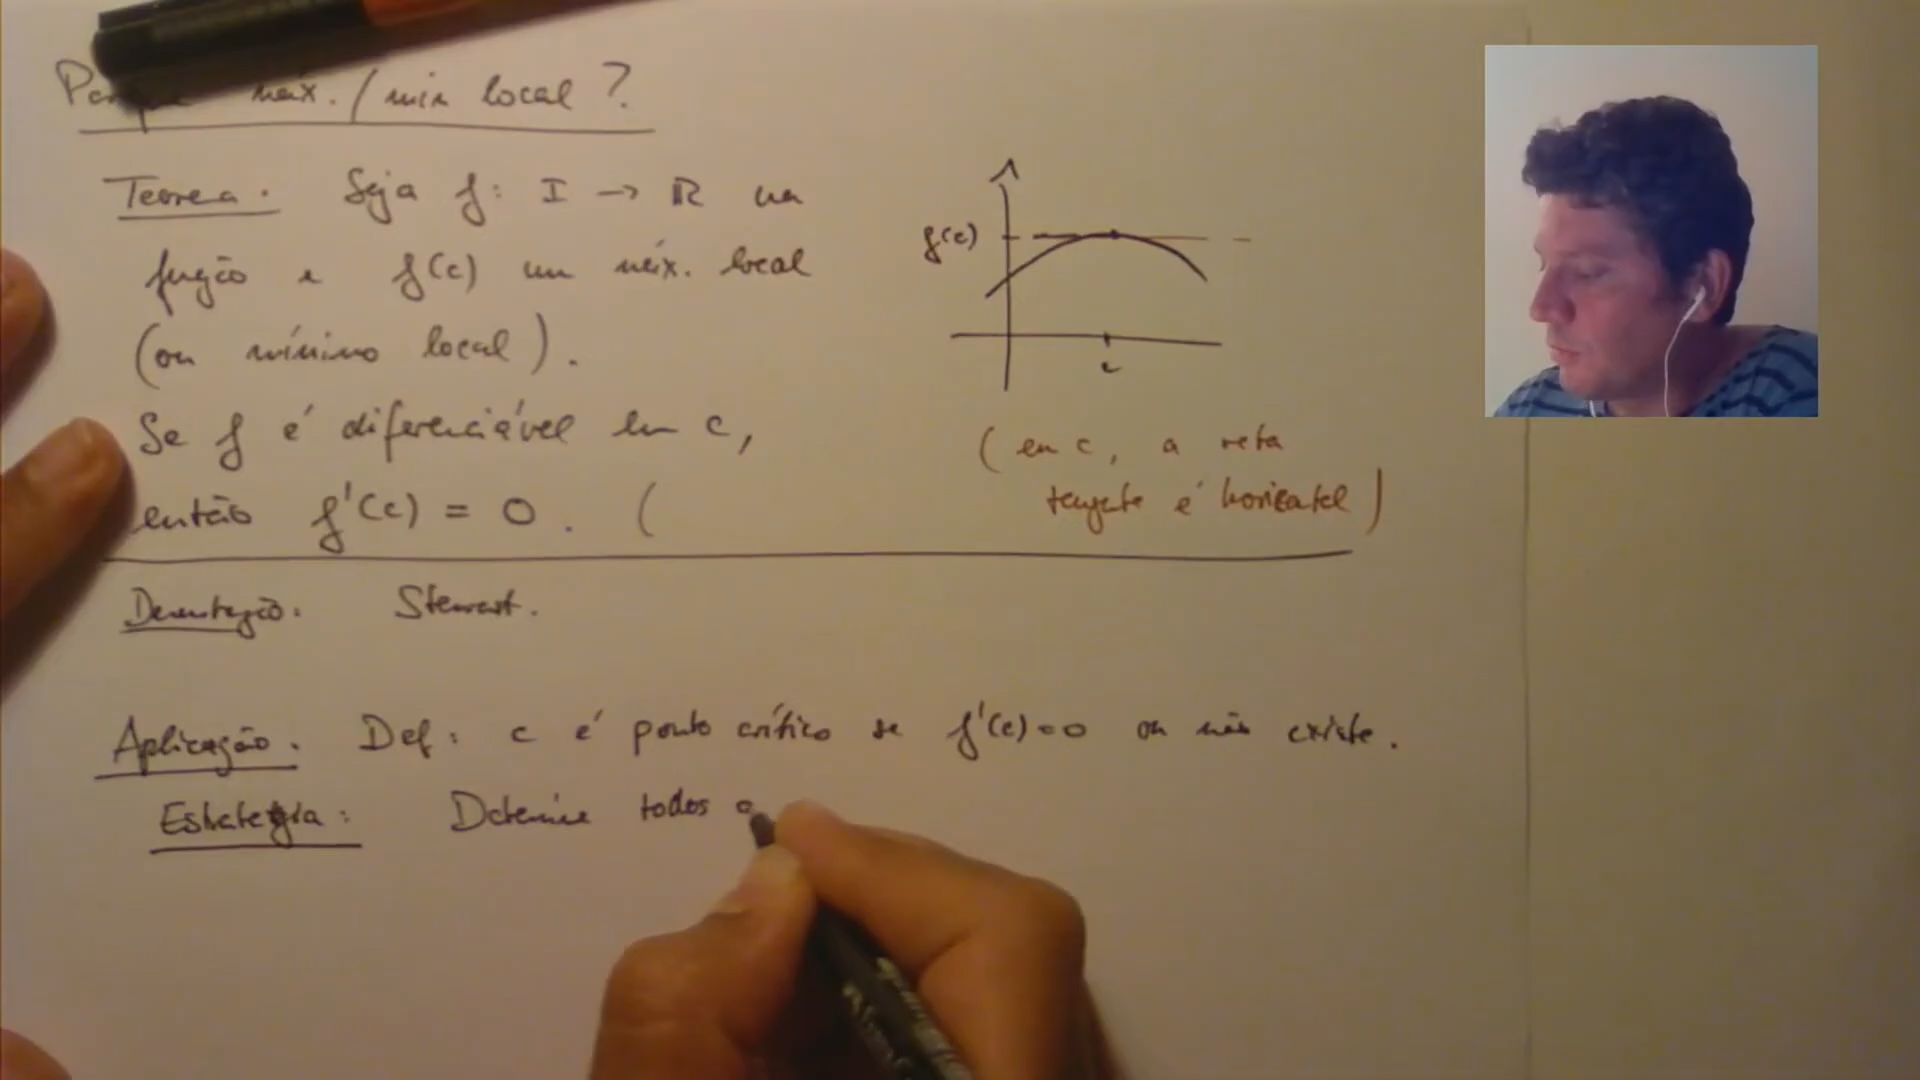 máx. / min local ?
Teorema. Seja f: I → R uma
função e f(c) um máx. local
(ou mínimo local).
Se f é diferenciável em c,
então f'(c) = 0. (
f(c)
c
(em c, a reta
tangente é horizontal)
Demonstração. Stewart.
Aplicação. Def: c é ponto crítico se f'(c)=0 ou não existe.
Estratégia: Determine todos o